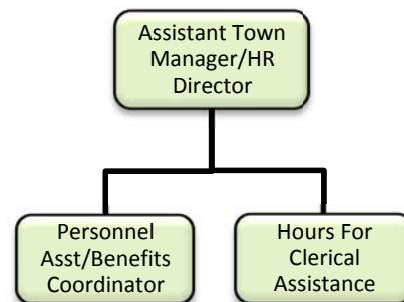 Assistant Town
Manager/HR
Director
Personnel
Asst/Benefits
Coordinator
Hours For
Clerical
Assistance